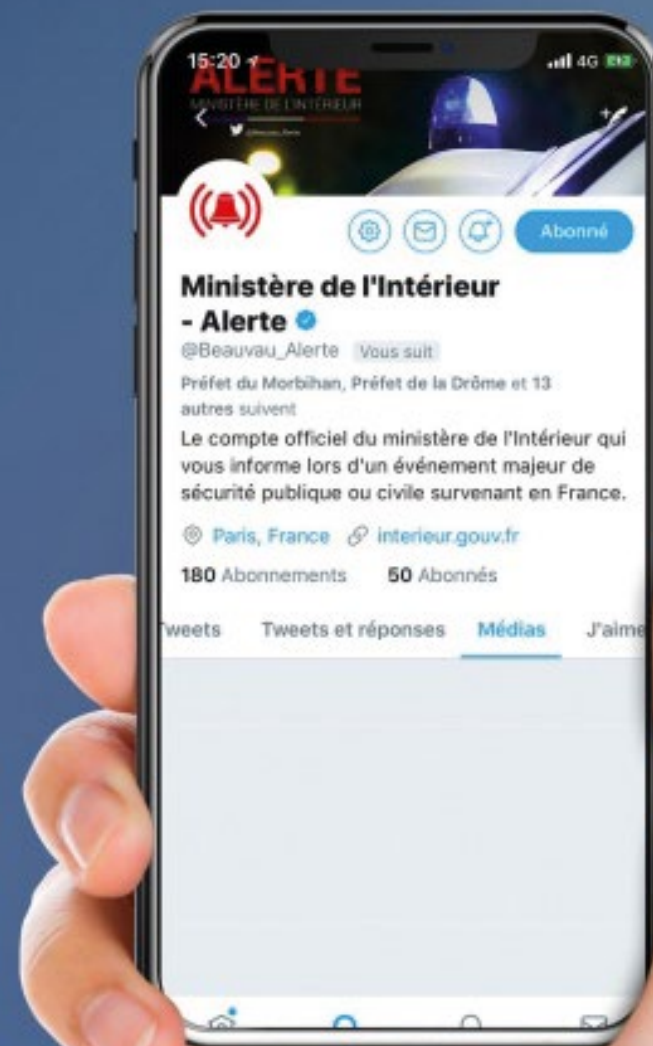 15:20
4G
ALERTE
MINISTÈRE DE L'INTÉRIEUR
Abonné
Ministère de l'Intérieur
- Alerte
@Beauvau_Alerte Vous suit
Préfet du Morbihan, Préfet de la Drôme et 13
autres suivent
Le compte officiel du ministère de l'Intérieur qui
vous informe lors d'un événement majeur de
sécurité publique ou civile survenant en France.
Paris, France interieur.gouv.fr
180 Abonnements 50 Abonnés
Tweets Tweets et réponses Médias J'aime